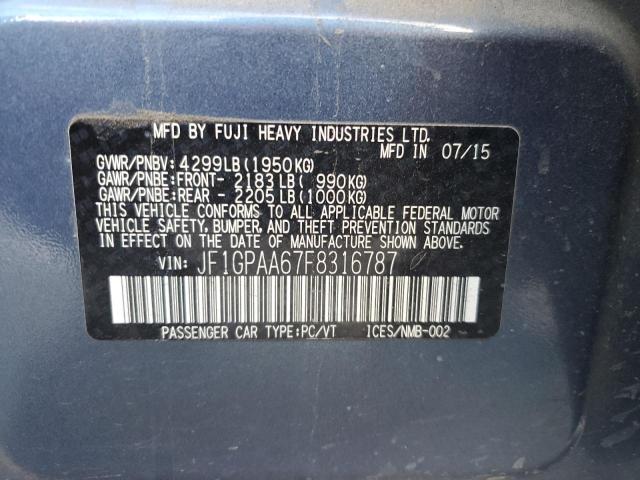 MFD BY FUJI HEAVY INDUSTRIES LTD.
MFD IN 07/15
GVWR/PNBV: 4299LB(1950KG)
GAWR/PNBE:FRONT- 2183LB( 990KG)
GAWR/PNBE:REAR - 2205LB(1000KG)
THIS VEHICLE CONFORMS TO ALL APPLICABLE FEDERAL MOTOR
VEHICLE SAFETY, BUMPER, AND THEFT PREVENTION STANDARDS
IN EFFECT ON THE DATE OF MANUFACTURE SHOWN ABOVE.
VIN: JF1GPAA67F8316787
PASSENGER CAR TYPE:PC/VT ICES/NMB-002